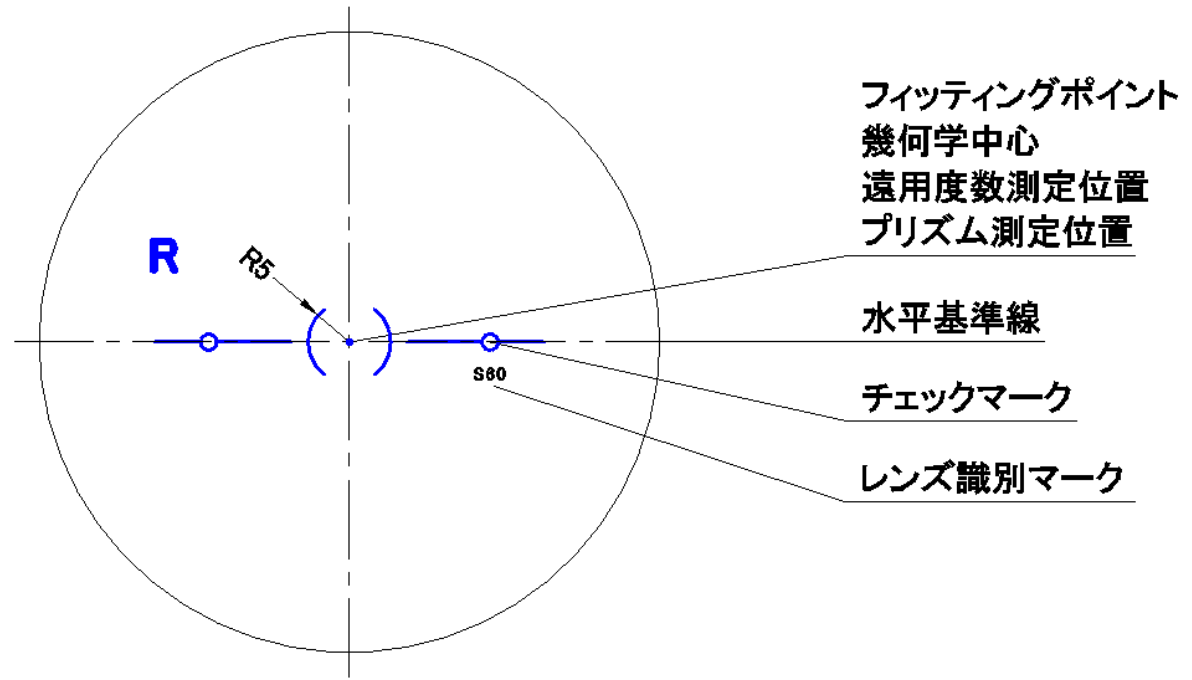 フィッティングポイント
幾何学中心
遠用度数測定位置
プリズム測定位置
R
R5
水平基準線
S60
チェックマーク
レンズ識別マーク